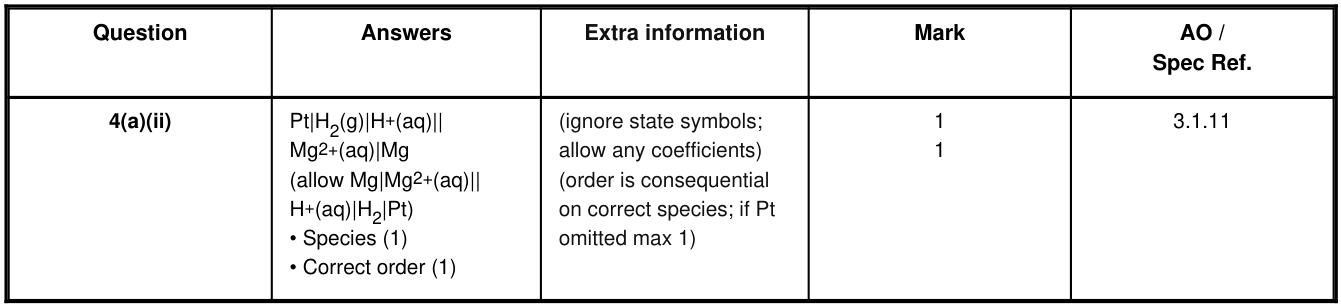 Question Answers Extra information Mark AO /
Spec Ref.
4(a)(ii) Pt|H₂(g)|H⁺(aq)|| (ignore state symbols; 1 3.1.11
Mg²⁺(aq)|Mg allow any coefficients) 1
(allow Mg|Mg²⁺(aq)|| (order is consequential
H⁺(aq)|H₂|Pt) on correct species; if Pt
• Species (1) omitted max 1)
• Correct order (1)